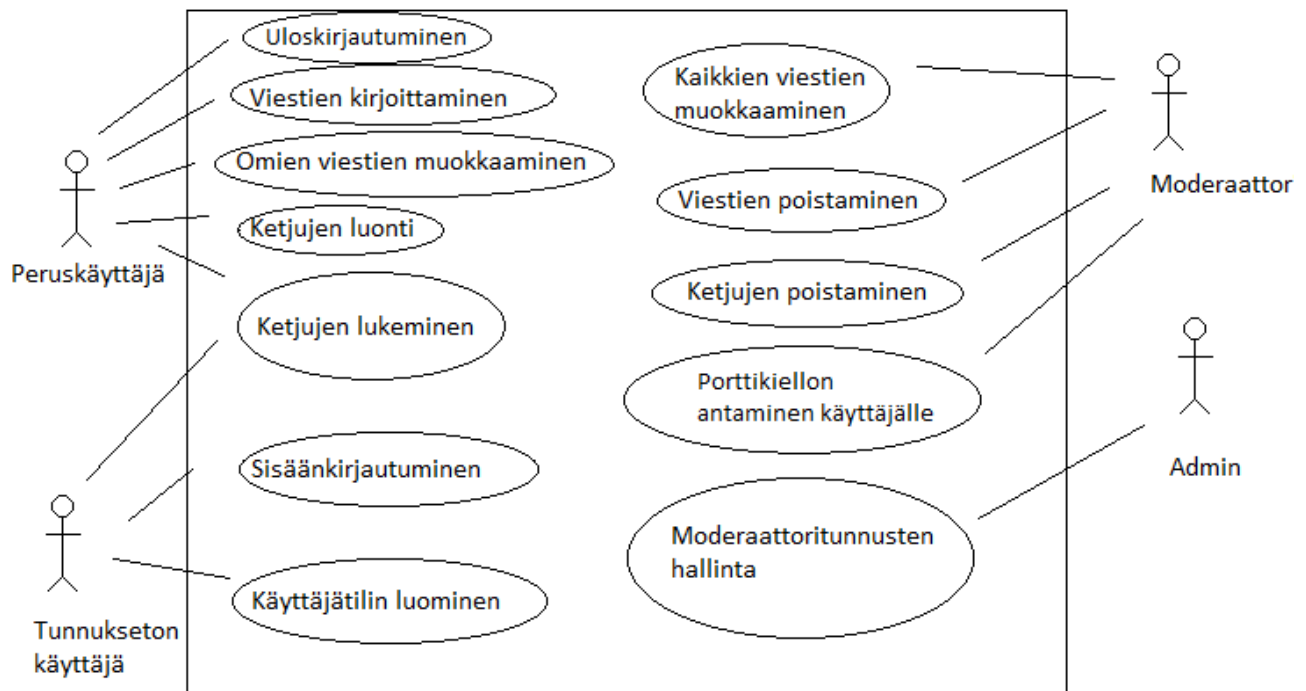 Uloskirjautuminen
Viestien kirjoittaminen
Omien viestien muokkaaminen
Ketjujen luonti
Peruskäyttäjä
Ketjujen lukeminen
Sisäänkirjautuminen
Käyttäjätilin luominen
Tunnukseton
käyttäjä
Kaikkien viestien
muokkaaminen
Moderaattor
Viestien poistaminen
Ketjujen poistaminen
Porttikiellon
antaminen käyttäjälle
Admin
Moderaattoritunnusten
hallinta